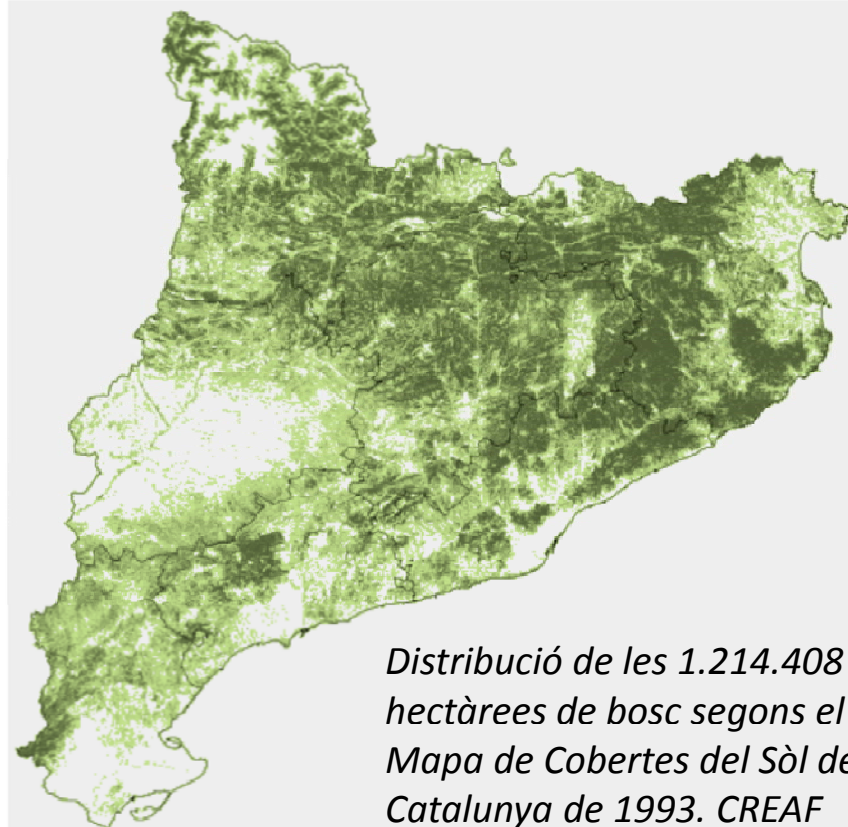 Distribució de les 1.214.408
hectàrees de bosc segons el
Mapa de Cobertes del Sòl de
Catalunya de 1993. CREAF